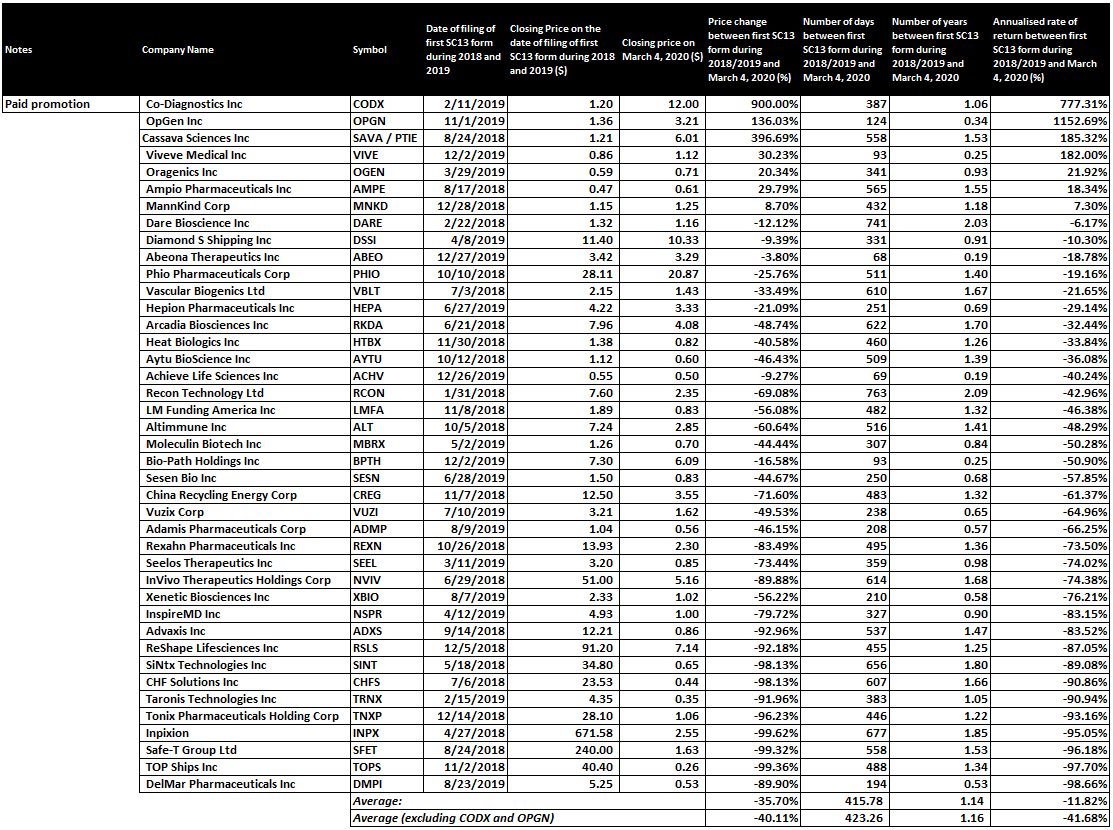 Notes Company Name Symbol Date of filing of first SC13 form during 2018 and 2019 Closing Price on the date of filing of first SC13 form during 2018 and 2019 ($) Closing price on March 4, 2020 ($) Price change between first SC13 form during 2018/2019 and March 4, 2020 (%) Number of days between first SC13 form during 2018/2019 and March 4, 2020 Number of years between first SC13 form during 2018/2019 and March 4, 2020 Annualised rate of return between first SC13 form during 2018/2019 and March 4, 2020 (%)
Paid promotion Co-Diagnostics Inc CODX 2/11/2019 1.20 12.00 900.00% 387 1.06 777.31%
OpGen Inc OPGN 11/1/2019 1.36 3.21 136.03% 124 0.34 1152.69%
Cassava Sciences Inc SAVA / PTIE 8/24/2018 1.21 6.01 396.69% 558 1.53 185.32%
Viveve Medical Inc VIVE 12/2/2019 0.86 1.12 30.23% 93 0.25 182.00%
Oragenics Inc OGEN 3/29/2019 0.59 0.71 20.34% 341 0.93 21.92%
Ampio Pharmaceuticals Inc AMPE 8/17/2018 0.47 0.61 29.79% 565 1.55 18.34%
MannKind Corp MNKD 12/28/2018 1.15 1.25 8.70% 432 1.18 7.30%
Dare Bioscience Inc DARE 2/22/2018 1.32 1.16 -12.12% 741 2.03 -6.17%
Diamond S Shipping Inc DSSI 4/8/2019 11.40 10.33 -9.39% 331 0.91 -10.30%
Abeona Therapeutics Inc ABEO 12/27/2019 3.42 3.29 -3.80% 68 0.19 -18.78%
Phio Pharmaceuticals Corp PHIO 10/10/2018 28.11 20.87 -25.76% 511 1.40 -19.16%
Vascular Biogenics Ltd VBLT 7/3/2018 2.15 1.43 -33.49% 610 1.67 -21.65%
Hepion Pharmaceuticals Inc HEPA 6/27/2019 4.22 3.33 -21.09% 251 0.69 -29.14%
Arcadia Biosciences Inc RKDA 6/21/2018 7.96 4.08 -48.74% 622 1.70 -32.44%
Heat Biologics Inc HTBX 11/30/2018 1.38 0.82 -40.58% 460 1.26 -33.84%
Aytu BioScience Inc AYTU 10/12/2018 1.12 0.60 -46.43% 509 1.39 -36.08%
Achieve Life Sciences Inc ACHV 12/26/2019 0.55 0.50 -9.27% 69 0.19 -40.24%
Recon Technology Ltd RCON 1/31/2018 7.60 2.35 -69.08% 763 2.09 -42.96%
LM Funding America Inc LMFA 11/8/2018 1.89 0.83 -56.08% 482 1.32 -46.38%
Altimmune Inc ALT 10/5/2018 7.24 2.85 -60.64% 516 1.41 -48.29%
Moleculin Biotech Inc MBRX 5/2/2019 1.26 0.70 -44.44% 307 0.84 -50.28%
Bio-Path Holdings Inc BPTH 12/2/2019 7.30 6.09 -16.58% 93 0.25 -50.90%
Sesen Bio Inc SESN 6/28/2019 1.50 0.83 -44.67% 250 0.68 -57.85%
China Recycling Energy Corp CREG 11/7/2018 12.50 3.55 -71.60% 483 1.32 -61.37%
Vuzix Corp VUZI 7/10/2019 3.21 1.62 -49.53% 238 0.65 -64.96%
Adamis Pharmaceuticals Corp ADMP 8/9/2019 1.04 0.56 -46.15% 208 0.57 -66.25%
Rexahn Pharmaceuticals Inc REXN 10/26/2018 13.93 2.30 -83.49% 495 1.36 -73.50%
Seelos Therapeutics Inc SEEL 3/11/2019 3.20 0.85 -73.44% 359 0.98 -74.02%
InVivo Therapeutics Holdings Corp NVIV 6/29/2018 51.00 5.16 -89.88% 614 1.68 -74.38%
Xenetic Biosciences Inc XBIO 8/7/2019 2.33 1.02 -56.22% 210 0.58 -76.21%
InspireMD Inc NSPR 4/12/2019 4.93 1.00 -79.72% 327 0.90 -83.15%
Advaxis Inc ADXS 9/14/2018 12.21 0.86 -92.96% 537 1.47 -83.52%
ReShape Lifesciences Inc RSLS 12/5/2018 91.20 7.14 -92.18% 455 1.25 -87.05%
SiNtx Technologies Inc SINT 5/18/2018 34.80 0.65 -98.13% 656 1.80 -89.08%
CHF Solutions Inc CHFS 7/6/2018 23.53 0.44 -98.13% 607 1.66 -90.86%
Taronis Technologies Inc TRNX 2/15/2019 4.35 0.35 -91.96% 383 1.05 -90.94%
Tonix Pharmaceuticals Holding Corp TNXP 12/14/2018 28.10 1.06 -96.23% 446 1.22 -93.16%
Inpixion INPX 4/27/2018 671.58 2.55 -99.62% 677 1.85 -95.05%
Safe-T Group Ltd SFET 8/24/2018 240.00 1.63 -99.32% 558 1.53 -96.18%
TOP Ships Inc TOPS 11/2/2018 40.40 0.26 -99.36% 488 1.34 -97.70%
DelMar Pharmaceuticals Inc DMPI 8/23/2019 5.25 0.53 -89.90% 194 0.53 -98.66%
Average: -35.70% 415.78 1.14 -11.82%
Average (excluding CODX and OPGN) -40.11% 423.26 1.16 -41.68%